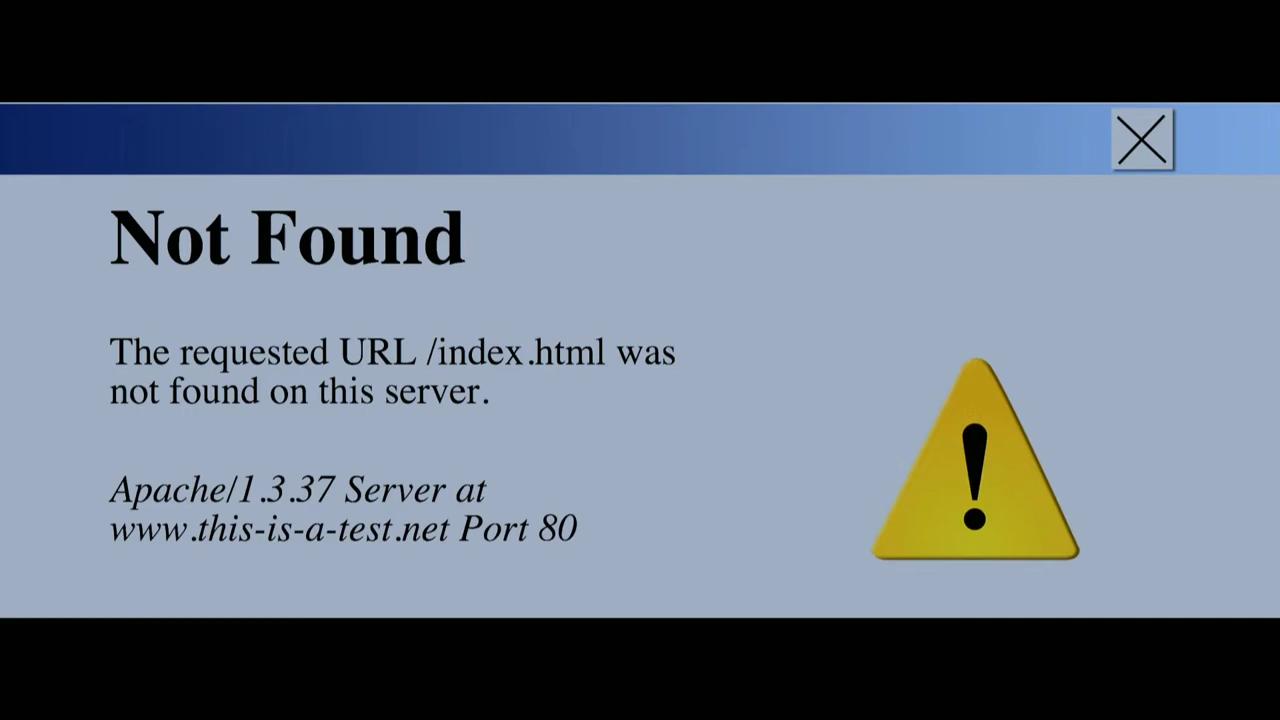 Not Found
The requested URL /index.html was
not found on this server.
Apache/1.3.37 Server at
www.this-is-a-test.net Port 80